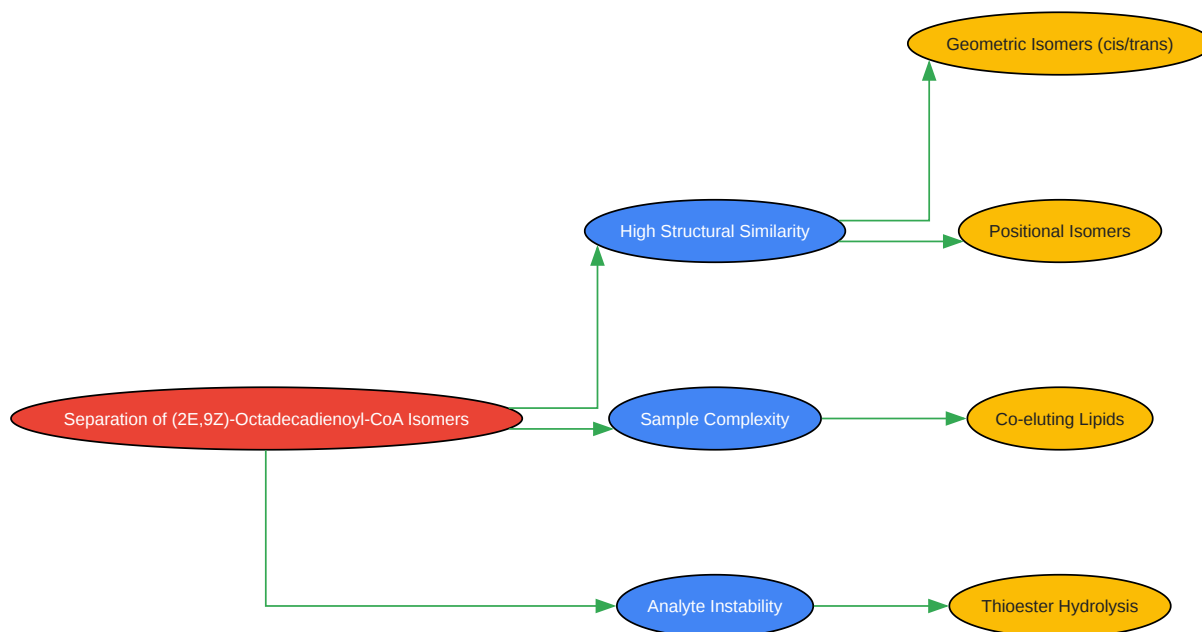 Geometric Isomers (cis/trans)
High Structural Similarity
Positional Isomers
Separation of (2E,9Z)-Octadecadienoyl-CoA Isomers
Sample Complexity
Co-eluting Lipids
Analyte Instability
Thioester Hydrolysis